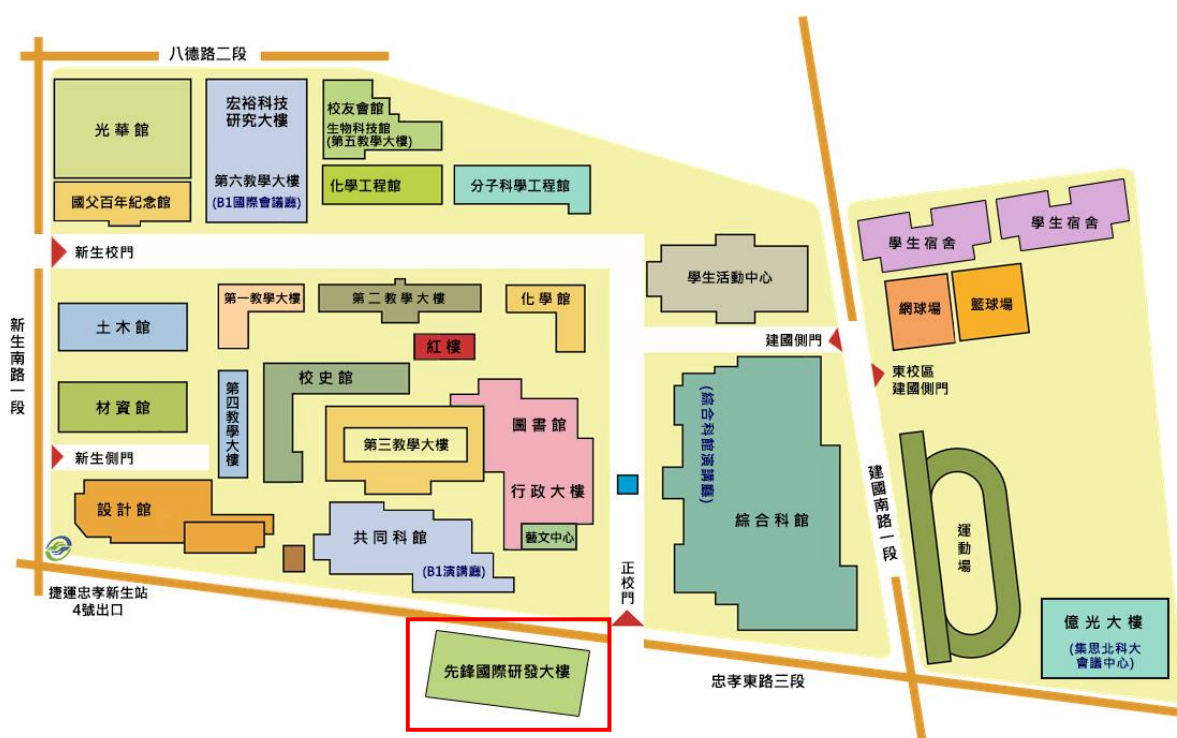 八德路二段
光華館
宏裕科技
研究大樓
校友會館
生物科技館
(第五教學大樓)
國父百年紀念館
第六教學大樓
(B1國際會議廳)
化學工程館
分子科學工程館
學生宿舍
學生宿舍
新生校門
學生活動中心
網球場
籃球場
第一教學大樓
第二教學大樓
化學館
新生南路一段
土木館
紅樓
建國側門
東校區
建國側門
校史館
材資館
第四教學大樓
圖書館
(綜合科館演講廳)
第三教學大樓
新生側門
建國南路一段
設計館
行政大樓
綜合科館
共同科館
藝文中心
運動場
(B1演講廳)
正校門
捷運忠孝新生站
4號出口
億光大樓
(集思北科大
會議中心)
先鋒國際研發大樓
忠孝東路三段